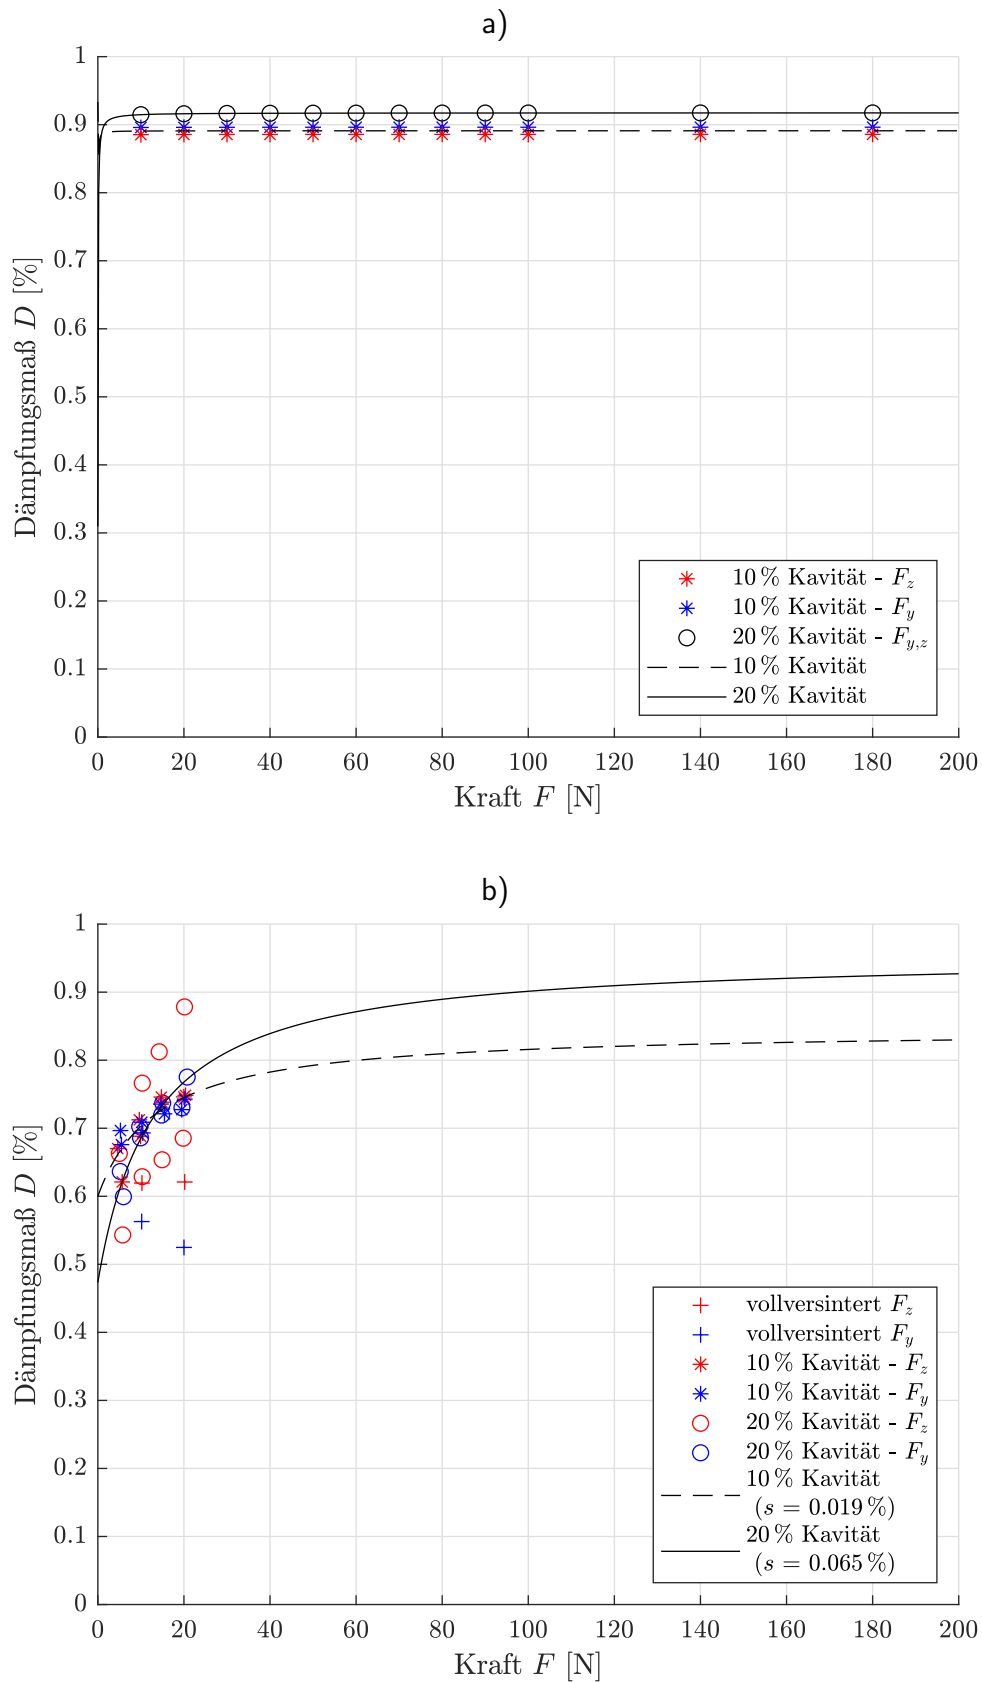 a)
1
0.9
0.8
0.7
0.6
0.5
0.4
0.3
0.2
0.1
0
Dämpfungsmaß D [%]
10 % Kavität - F_z
10 % Kavität - F_y
20 % Kavität - F_{y,z}
10 % Kavität
20 % Kavität
0 20 40 60 80 100 120 140 160 180 200
Kraft F [N]
b)
1
0.9
0.8
0.7
0.6
0.5
0.4
0.3
0.2
0.1
0
Dämpfungsmaß D [%]
vollversintert F_z
vollversintert F_y
10 % Kavität - F_z
10 % Kavität - F_y
20 % Kavität - F_z
20 % Kavität - F_y
10 % Kavität
(s = 0.019 %)
20 % Kavität
(s = 0.065 %)
0 20 40 60 80 100 120 140 160 180 200
Kraft F [N]